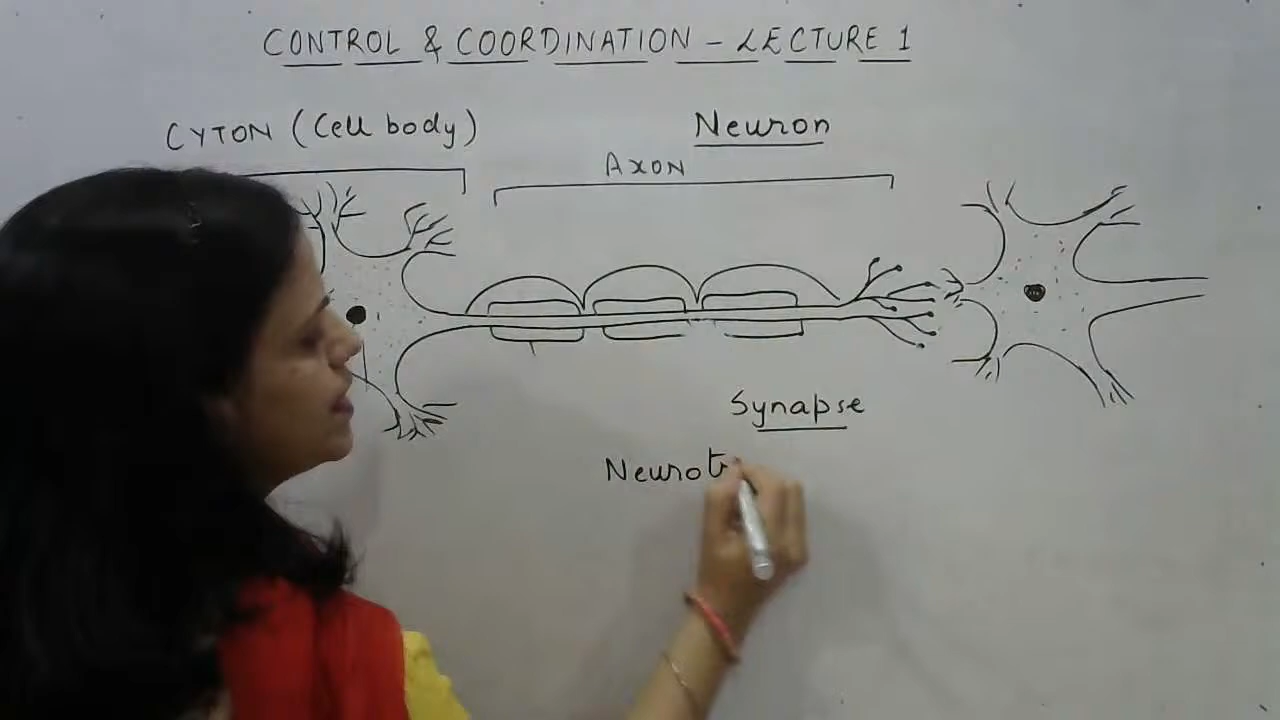 CONTROL & COORDINATION - LECTURE 1
CYTON (Cell body)
Neuron
AXON
Synapse
Neurot